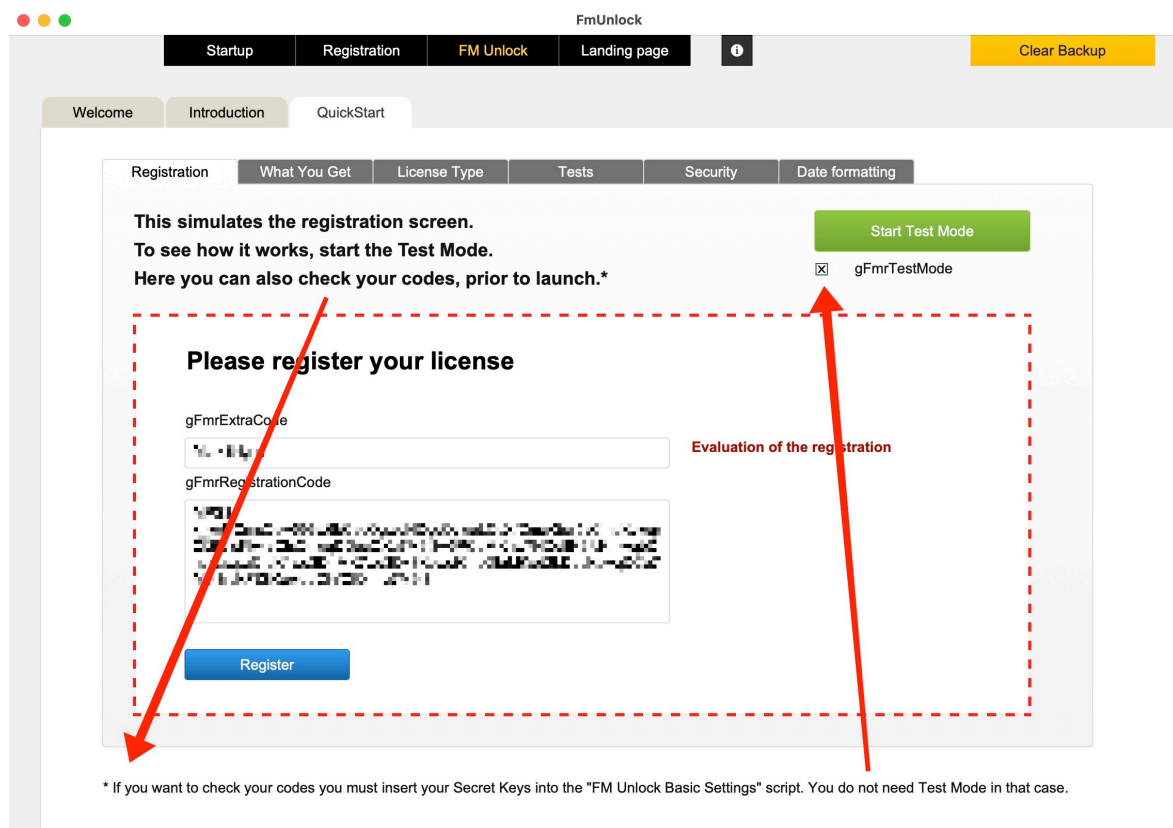 FmUnlock
Startup Registration FM Unlock Landing page Clear Backup
Welcome Introduction QuickStart
Registration What You Get License Type Tests Security Date formatting
This simulates the registration screen.
To see how it works, start the Test Mode.
Here you can also check your codes, prior to launch.*
Start Test Mode
gFmrTestMode
Please register your license
gFmrExtraCode
Evaluation of the registration
gFmrRegistrationCode
Register
* If you want to check your codes you must insert your Secret Keys into the "FM Unlock Basic Settings" script. You do not need Test Mode in that case.